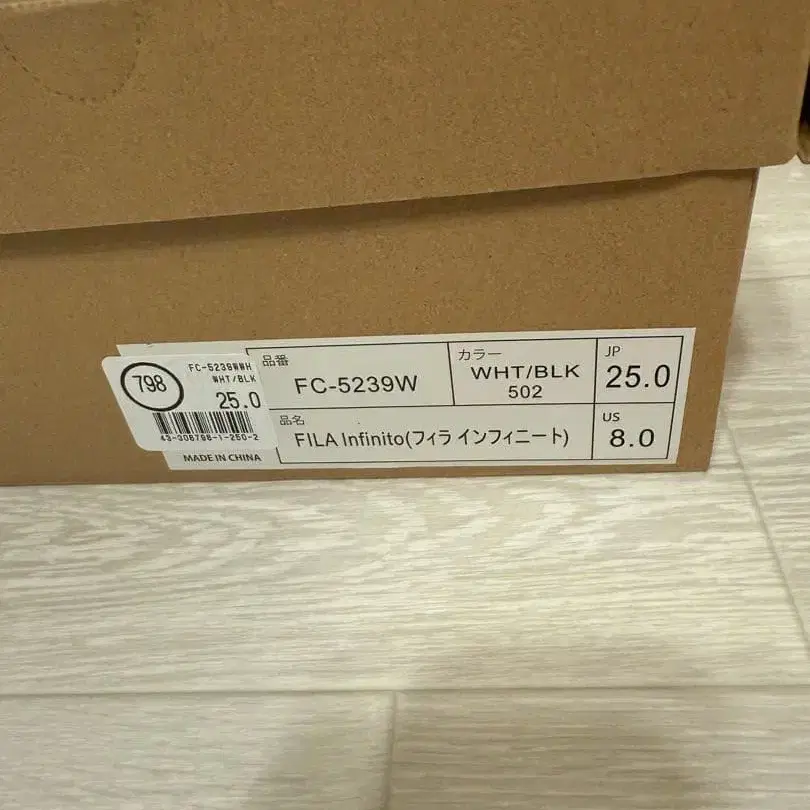 798
FC-5239WWH
WHT/BLK
25.0
43-306798-1-250-2
MADE IN CHINA
品番
FC-5239W
カラー
WHT/BLK
502
JP
25.0
品名
FILA Infinito(フィラ インフィニート)
US
8.0